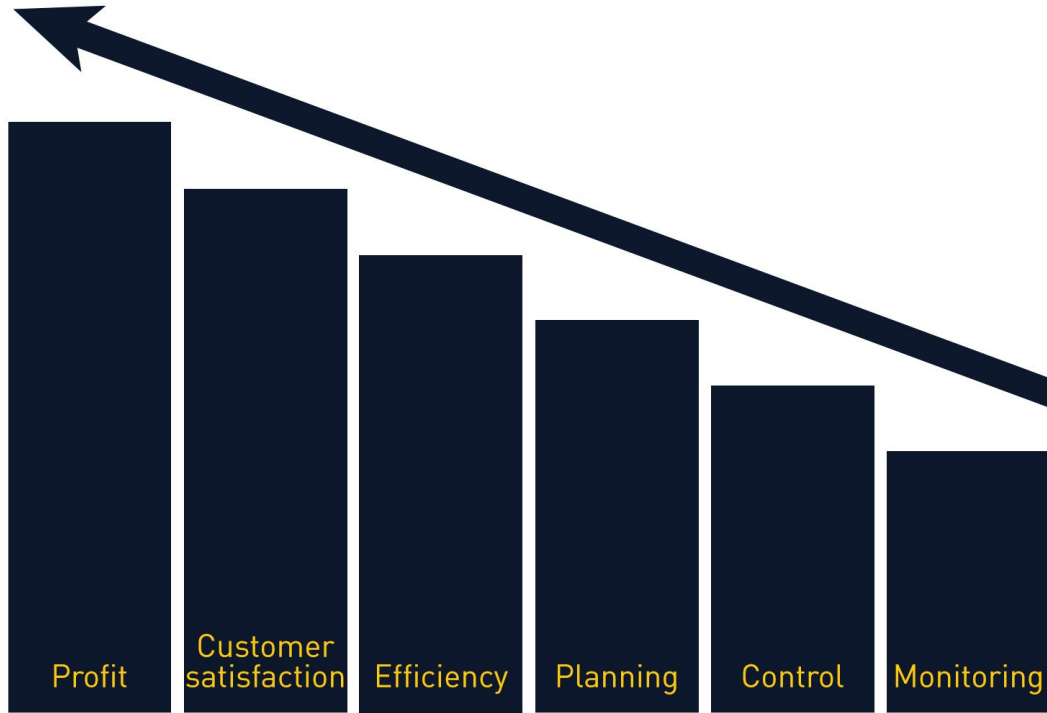 Profit
Customer
satisfaction
Efficiency
Planning
Control
Monitoring